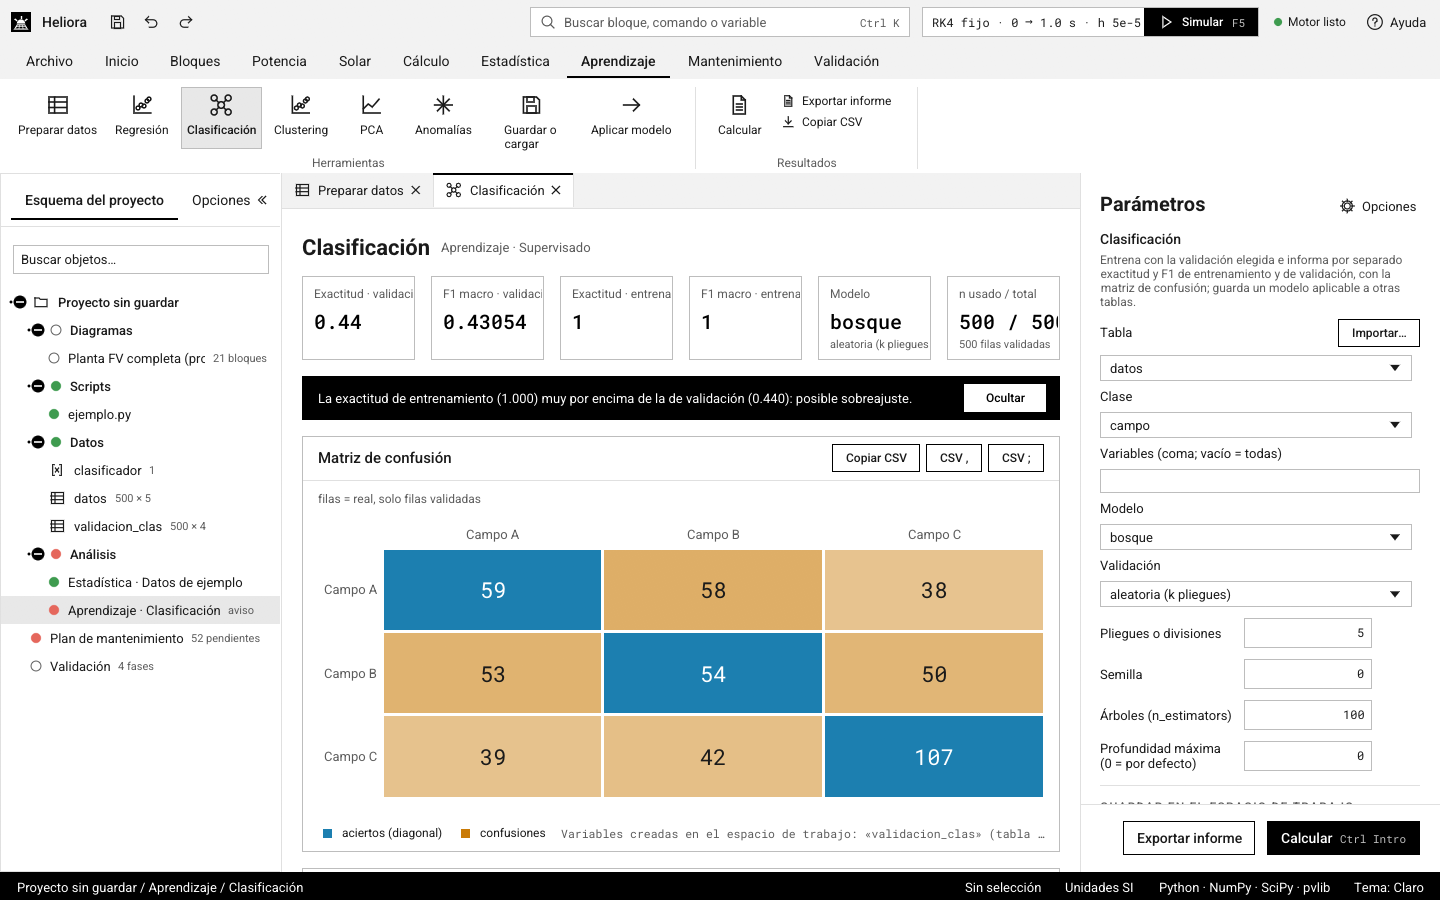 Heliora
Buscar bloque, comando o variable
Ctrl K
RK4 fijo · 0 → 1.0 s · h 5e-5
Simular F5
Motor listo
Ayuda
Archivo
Inicio
Bloques
Potencia
Solar
Cálculo
Estadística
Aprendizaje
Mantenimiento
Validación
Preparar datos
Regresión
Clasificación
Clustering
PCA
Anomalías
Guardar o
cargar
Aplicar modelo
Herramientas
Calcular
Exportar informe
Copiar CSV
Resultados
Esquema del proyecto
Opciones
Buscar objetos…
Proyecto sin guardar
Diagramas
Planta FV completa (prc 21 bloques
Scripts
ejemplo.py
Datos
clasificador 1
datos 500 × 5
validacion_clas 500 × 4
Análisis
Estadística · Datos de ejemplo
Aprendizaje · Clasificación aviso
Plan de mantenimiento 52 pendientes
Validación 4 fases
Preparar datos
Clasificación
Clasificación Aprendizaje · Supervisado
Exactitud · validaci
0.44
F1 macro · validaci
0.43054
Exactitud · entrena
1
F1 macro · entrena
1
Modelo
bosque
aleatoria (k pliegues
n usado / total
500 / 500
500 filas validadas
La exactitud de entrenamiento (1.000) muy por encima de la de validación (0.440): posible sobreajuste.
Ocultar
Matriz de confusión
Copiar CSV
CSV ,
CSV ;
filas = real, solo filas validadas
Campo A Campo B Campo C
Campo A 59 58 38
Campo B 53 54 50
Campo C 39 42 107
aciertos (diagonal)
confusiones
Variables creadas en el espacio de trabajo: «validacion_clas» (tabla …
Parámetros
Opciones
Clasificación
Entrena con la validación elegida e informa por separado
exactitud y F1 de entrenamiento y de validación, con la
matriz de confusión; guarda un modelo aplicable a otras
tablas.
Tabla
Importar…
datos
Clase
campo
Variables (coma; vacío = todas)
Modelo
bosque
Validación
aleatoria (k pliegues)
Pliegues o divisiones 5
Semilla 0
Árboles (n_estimators) 100
Profundidad máxima
(0 = por defecto) 0
GUARDAR EN EL ESPACIO DE TRABAJO
Exportar informe
Calcular Ctrl Intro
Proyecto sin guardar / Aprendizaje / Clasificación
Sin selección
Unidades SI
Python · NumPy · SciPy · pvlib
Tema: Claro